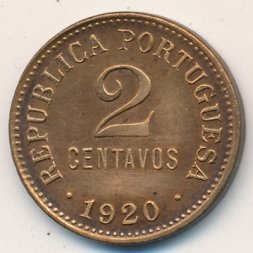 REPUBLICA PORTUGUESA
2
CENTAVOS
· 1920 ·